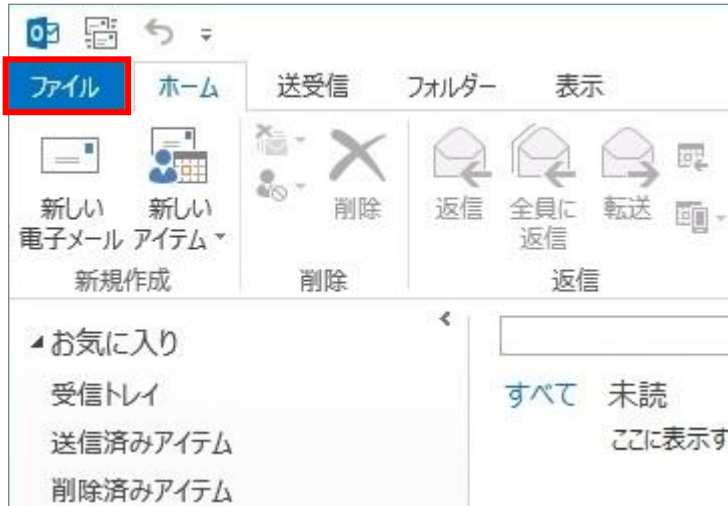 ファイル ホーム 送受信 フォルダー 表示
新しい 新しい 削除 返信 全員に 転送
電子メール アイテム 返信
新規作成 削除 返信
お気に入り
受信トレイ すべて 未読
送信済みアイテム ここに表示す
削除済みアイテム